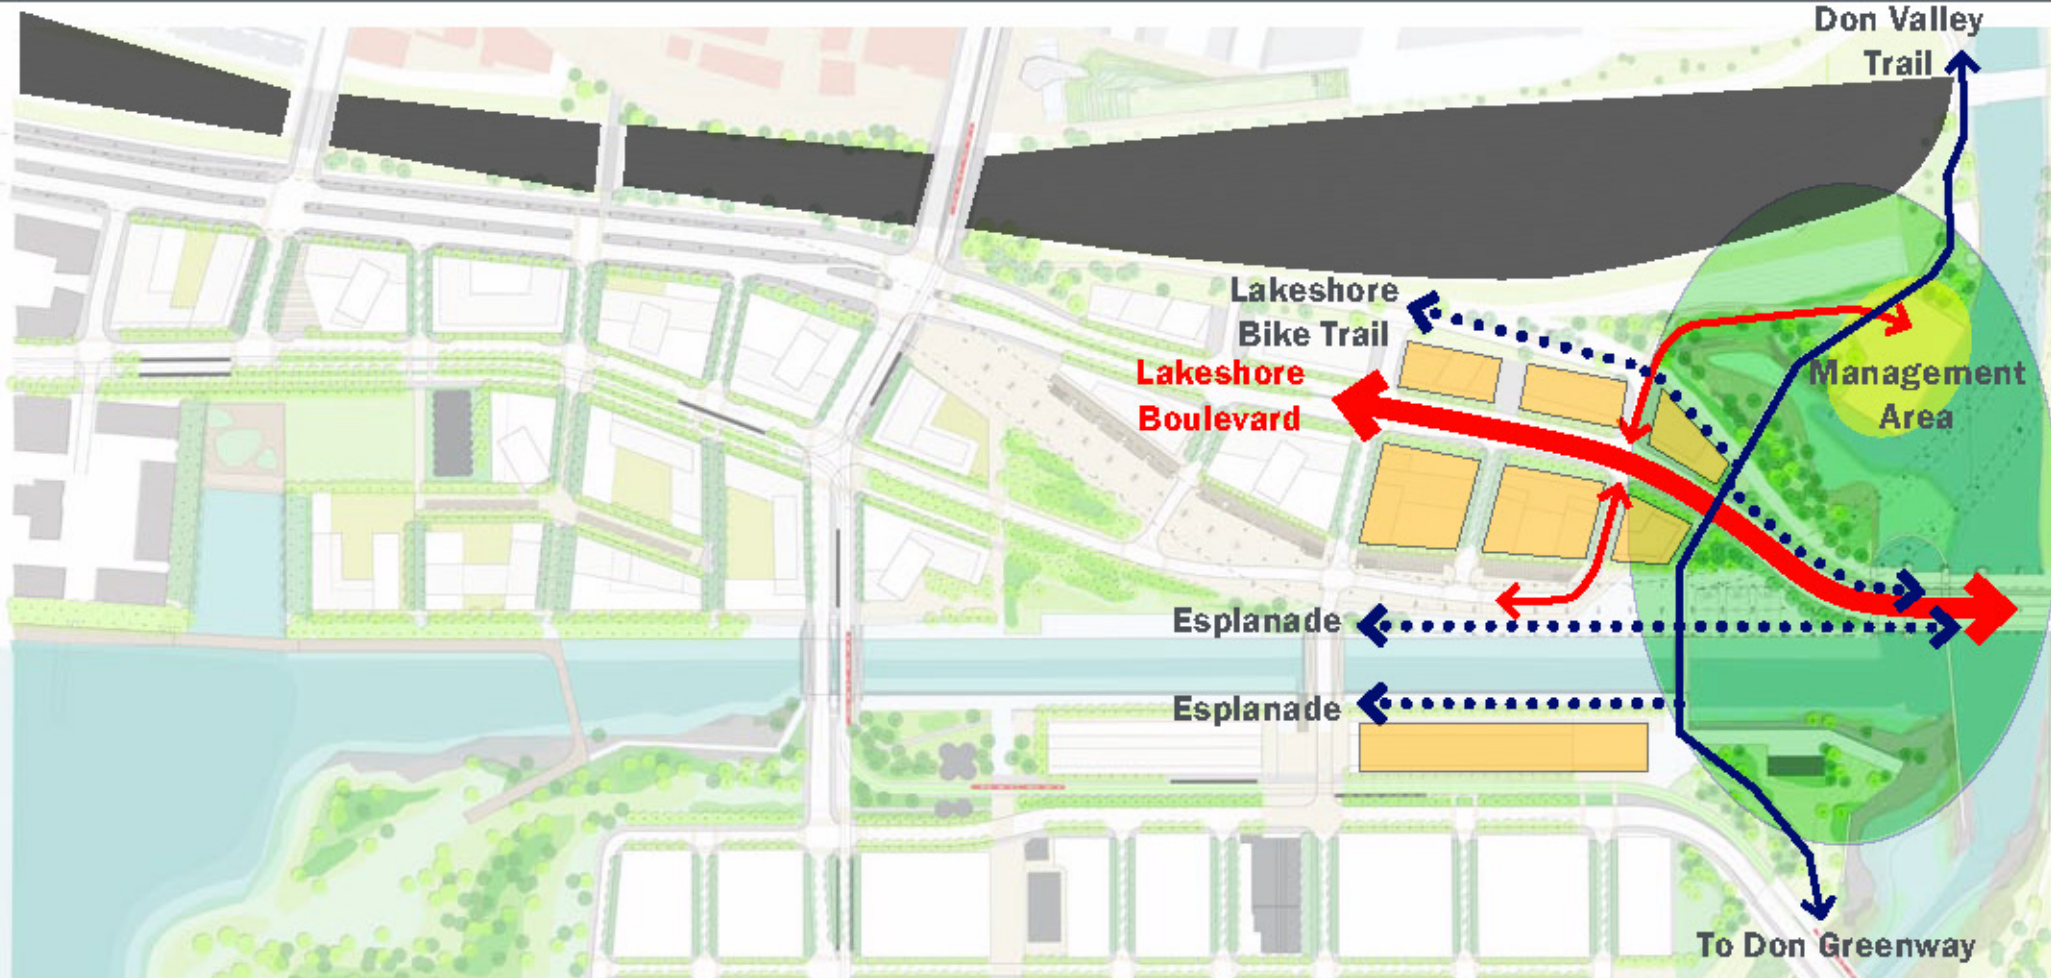 Don Valley
Trail
Lakeshore
Bike Trail
Lakeshore
Boulevard
Management
Area
Esplanade
Esplanade
To Don Greenway